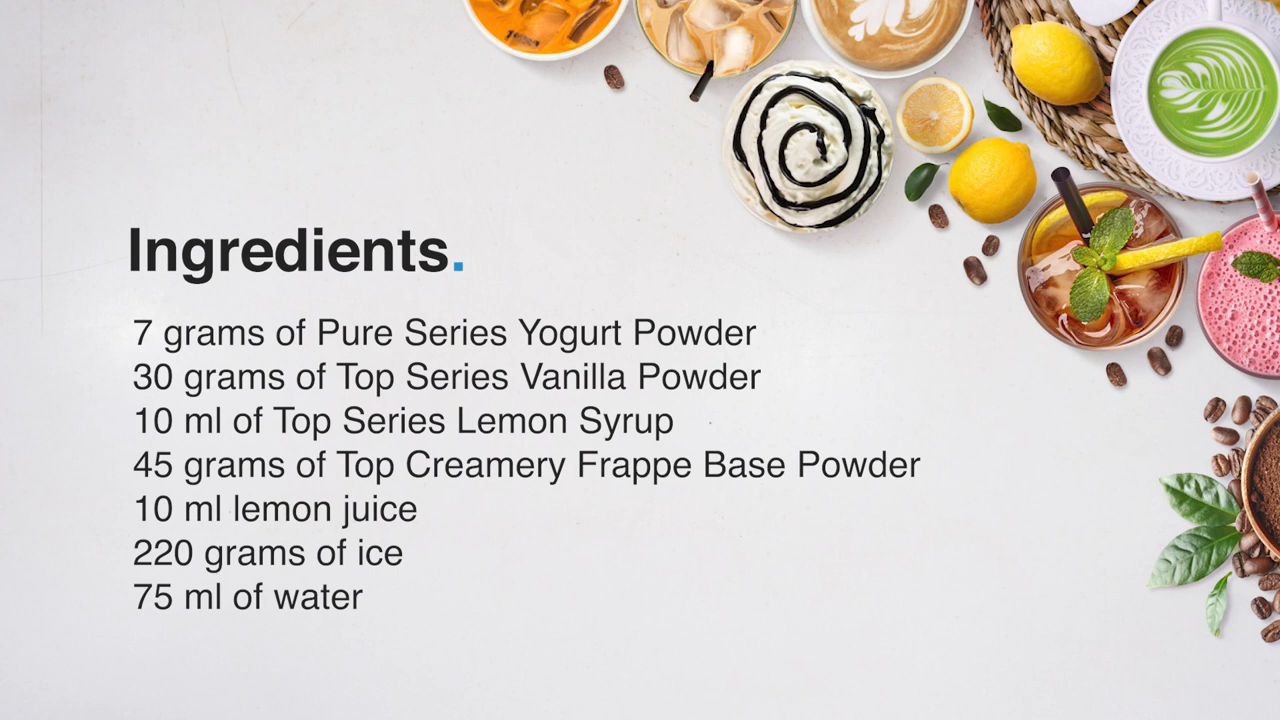 Ingredients.
7 grams of Pure Series Yogurt Powder
30 grams of Top Series Vanilla Powder
10 ml of Top Series Lemon Syrup
45 grams of Top Creamery Frappe Base Powder
10 ml lemon juice
220 grams of ice
75 ml of water